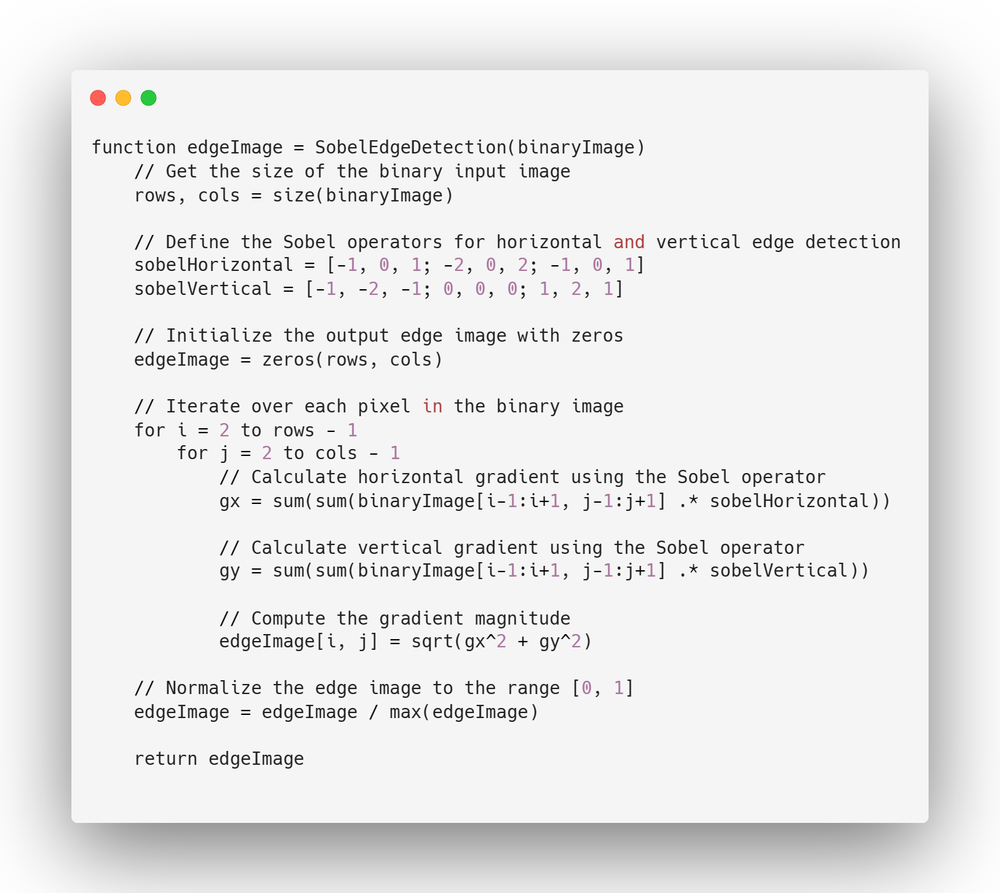 function edgeImage = SobelEdgeDetection(binaryImage)
    // Get the size of the binary input image
    rows, cols = size(binaryImage)

    // Define the Sobel operators for horizontal and vertical edge detection
    sobelHorizontal = [-1, 0, 1; -2, 0, 2; -1, 0, 1]
    sobelVertical = [-1, -2, -1; 0, 0, 0; 1, 2, 1]

    // Initialize the output edge image with zeros
    edgeImage = zeros(rows, cols)

    // Iterate over each pixel in the binary image
    for i = 2 to rows - 1
        for j = 2 to cols - 1
            // Calculate horizontal gradient using the Sobel operator
            gx = sum(sum(binaryImage[i-1:i+1, j-1:j+1] .* sobelHorizontal))

            // Calculate vertical gradient using the Sobel operator
            gy = sum(sum(binaryImage[i-1:i+1, j-1:j+1] .* sobelVertical))

            // Compute the gradient magnitude
            edgeImage[i, j] = sqrt(gx^2 + gy^2)

    // Normalize the edge image to the range [0, 1]
    edgeImage = edgeImage / max(edgeImage)

    return edgeImage